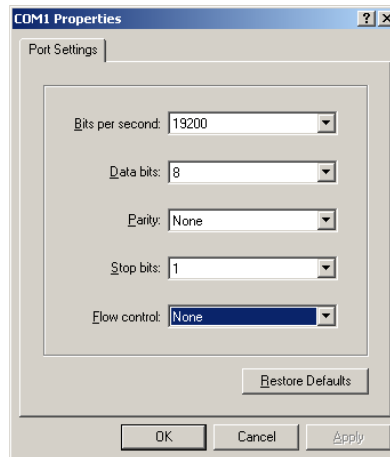 COM1 Properties
Port Settings
Bits per second: 19200
Data bits: 8
Parity: None
Stop bits: 1
Flow control: None
Restore Defaults
OK Cancel Apply